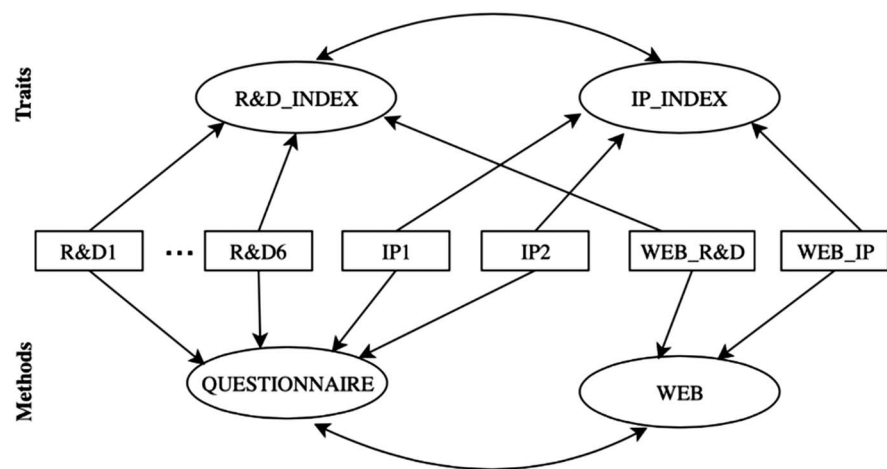 Traits
R&D_INDEX
IP_INDEX
R&D1
...
R&D6
IP1
IP2
WEB_R&D
WEB_IP
Methods
QUESTIONNAIRE
WEB